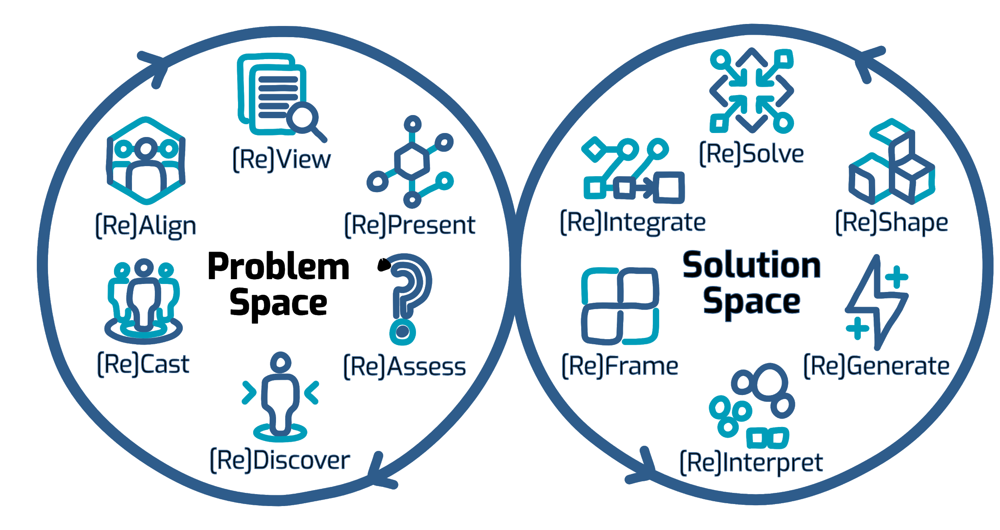 (Re)View
(Re)Align
(Re)Present
Problem
Space
(Re)Cast
(Re)Assess
(Re)Discover
(Re)Solve
(Re)Integrate
(Re)Shape
Solution
Space
(Re)Frame
(Re)Generate
(Re)Interpret